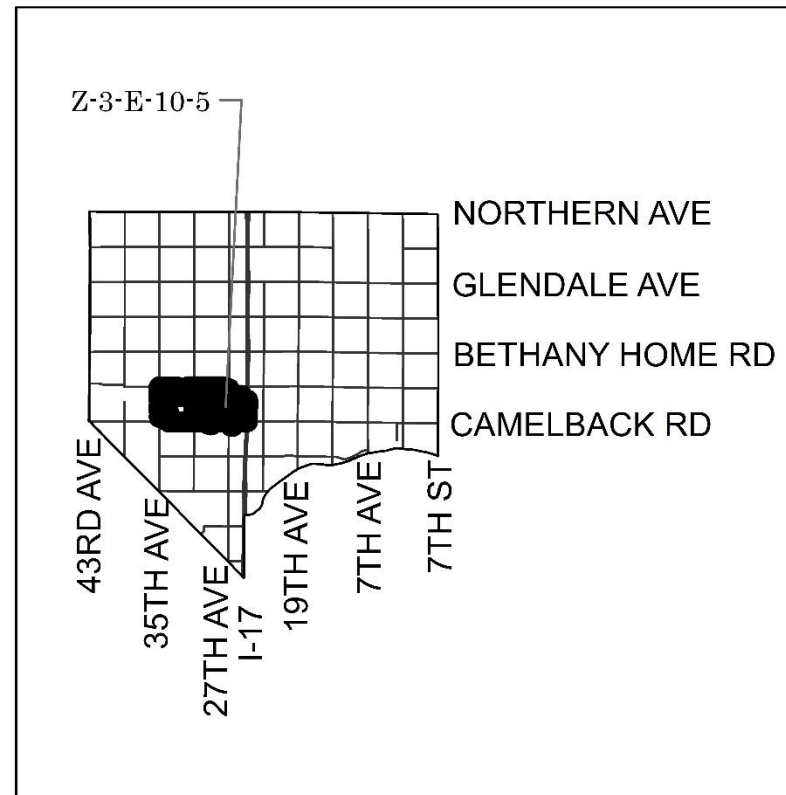 Z-3-E-10-5
NORTHERN AVE
GLENDALE AVE
BETHANY HOME RD
CAMELBACK RD
43RD AVE
35TH AVE
27TH AVE
I-17
19TH AVE
7TH AVE
7TH ST